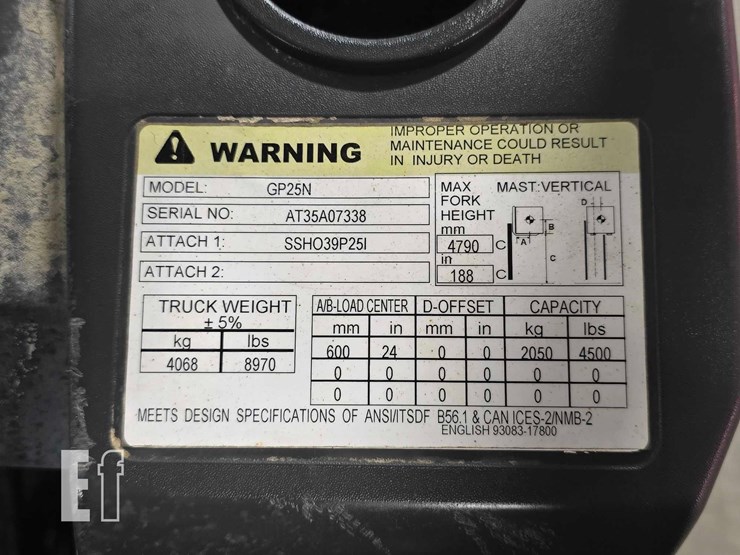 WARNING
IMPROPER OPERATION OR
MAINTENANCE COULD RESULT
IN INJURY OR DEATH
MODEL: GP25N
SERIAL NO: AT35A07338
ATTACH 1: SSHO39P25I
ATTACH 2:
MAX
FORK
HEIGHT
mm
4790 C
in
188 C
MAST:VERTICAL
D
A
B
C
TRUCK WEIGHT
± 5%
kg lbs
4068 8970
A/B-LOAD CENTER D-OFFSET CAPACITY
mm in mm in kg lbs
600 24 0 0 2050 4500
0 0 0 0 0 0
0 0 0 0 0 0
MEETS DESIGN SPECIFICATIONS OF ANSI/ITSDF B56.1 & CAN ICES-2/NMB-2
ENGLISH 93083-17800
Ef